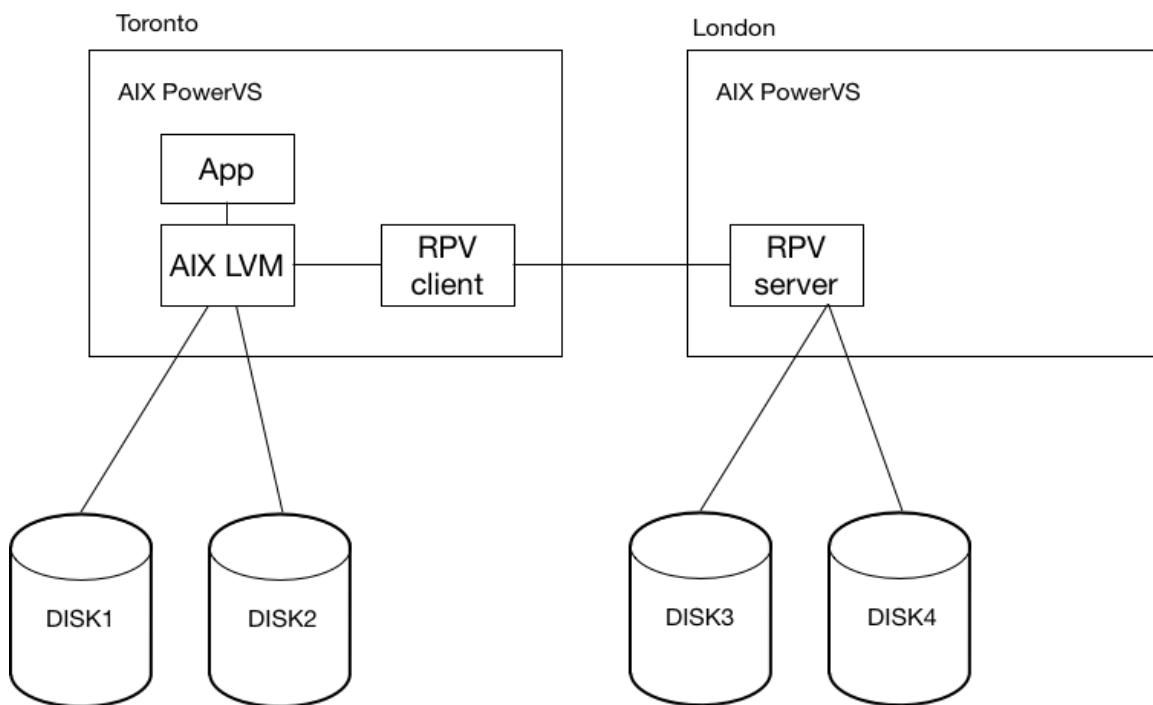 Toronto
London
AIX PowerVS
AIX PowerVS
App
AIX LVM
RPV
client
RPV
server
DISK1
DISK2
DISK3
DISK4